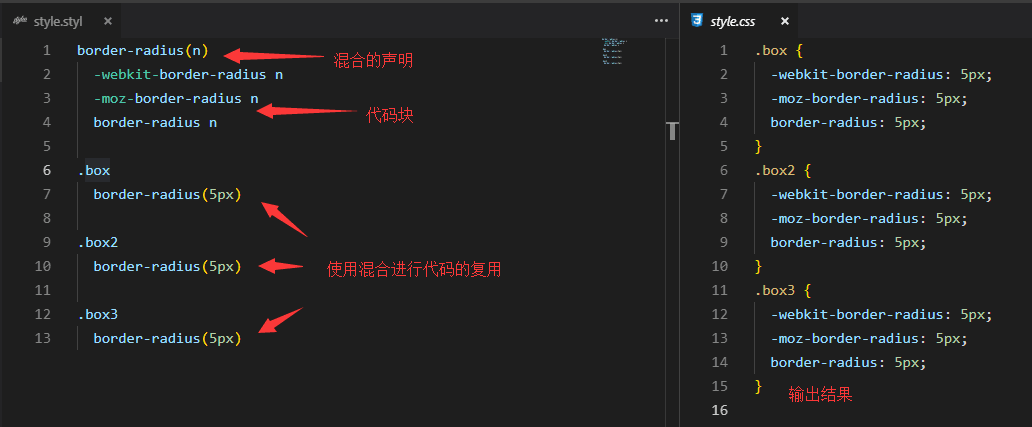 style.styl
1 border-radius(n)
混合的声明
2 -webkit-border-radius n
3 -moz-border-radius n
代码块
4 border-radius n
5
6 .box
7 border-radius(5px)
8
9 .box2
10 border-radius(5px)
使用混合进行代码的复用
11
12 .box3
13 border-radius(5px)
style.css
1 .box {
2 -webkit-border-radius: 5px;
3 -moz-border-radius: 5px;
4 border-radius: 5px;
5 }
6 .box2 {
7 -webkit-border-radius: 5px;
8 -moz-border-radius: 5px;
9 border-radius: 5px;
10 }
11 .box3 {
12 -webkit-border-radius: 5px;
13 -moz-border-radius: 5px;
14 border-radius: 5px;
15 }
输出结果
16